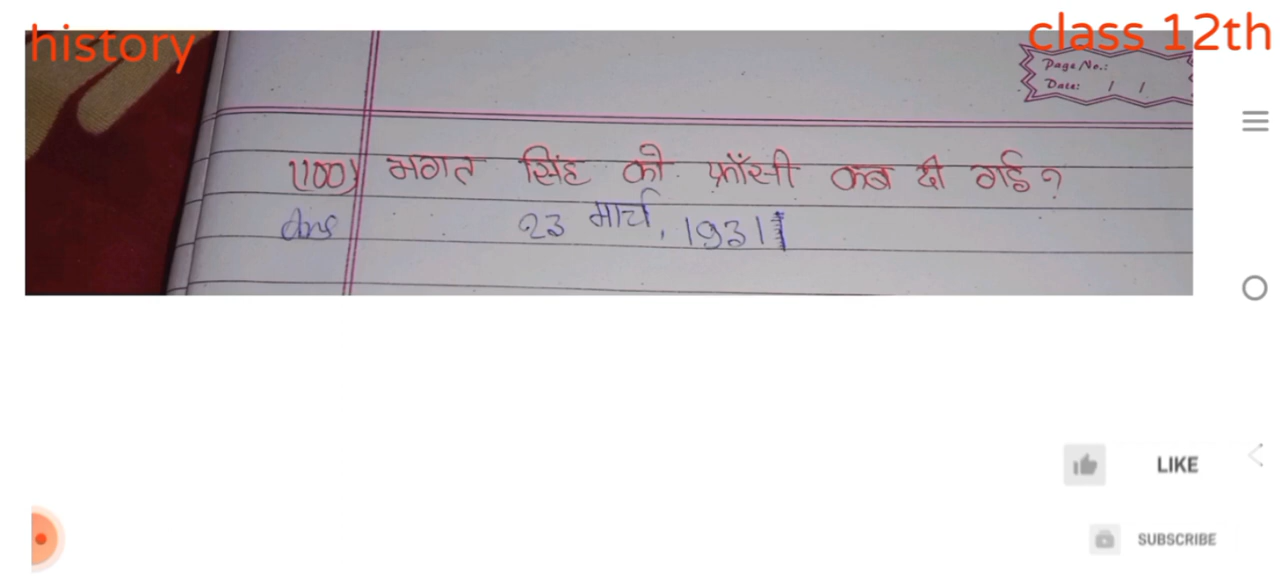 history
class 12th
Page No.:
Date: / /
(100) भगत सिंह को फाँसी कब दी गई?
Ans 23 मार्च, 1931।
LIKE
SUBSCRIBE